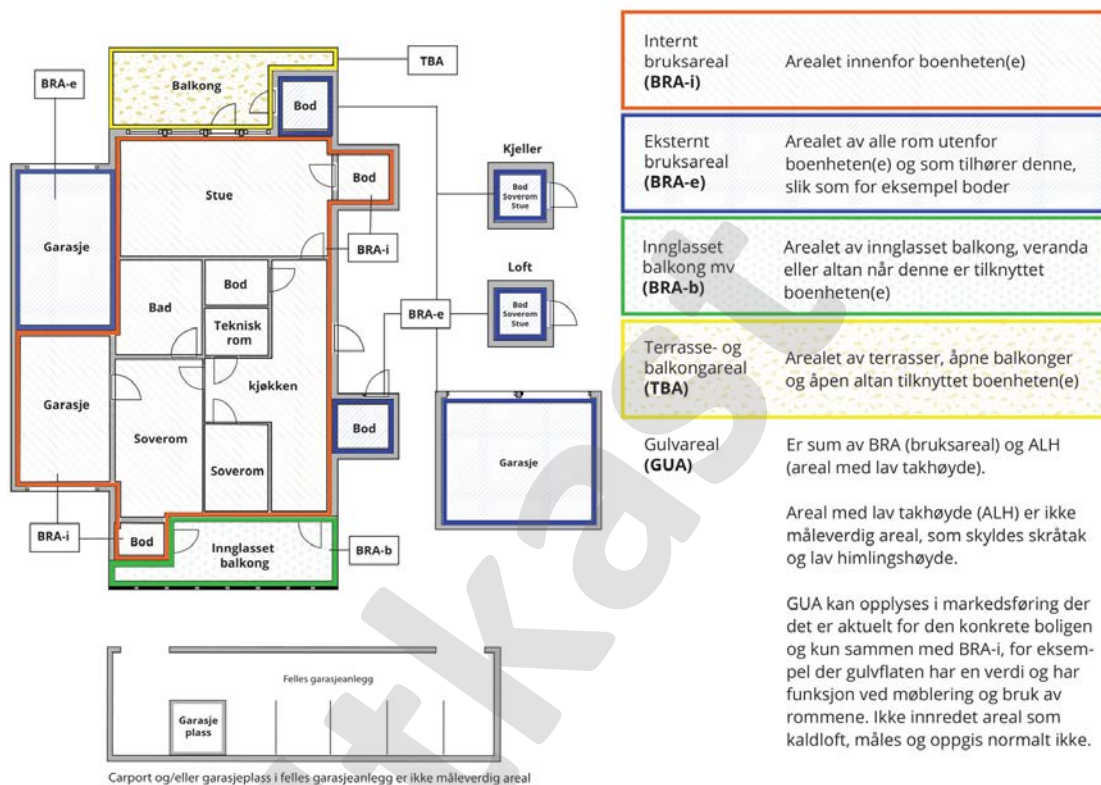 TBA
BRA-e
Balkong
Bod
Kjeller
Stue
Bod
Bod
Soverom
Stue
BRA-i
Garasje
Loft
Bad
Bod
Bod
Soverom
Stue
BRA-e
Teknisk
rom
kjøkken
Garasje
Soverom
Bod
Soverom
Garasje
BRA-i
Bod
Innglasset
balkong
BRA-b
Felles garasjeanlegg
Garasje
plass
Carport og/eller garasjeplass i felles garasjeanlegg er ikke måleverdig areal
Internt
bruksareal
(BRA-i)
Arealet innenfor boenheten(e)
Eksternt
bruksareal
(BRA-e)
Arealet av alle rom utenfor
boenheten(e) og som tilhører denne,
slik som for eksempel boder
Innglasset
balkong mv
(BRA-b)
Arealet av innglasset balkong, veranda
eller altan når denne er tilknyttet
boenheten(e)
Terrasse- og
balkongareal
(TBA)
Arealet av terrasser, åpne balkonger
og åpen altan tilknyttet boenheten(e)
Gulvareal
(GUA)
Er sum av BRA (bruksareal) og ALH
(areal med lav takhøyde).
Areal med lav takhøyde (ALH) er ikke
måleverdig areal, som skyldes skråtak
og lav himlingshøyde.
GUA kan opplyses i markedsføring der
det er aktuelt for den konkrete boligen
og kun sammen med BRA-i, for eksem-
pel der gulvflaten har en verdi og har
funksjon ved møblering og bruk av
rommene. Ikke innredet areal som
kaldloft, måles og oppgis normalt ikke.